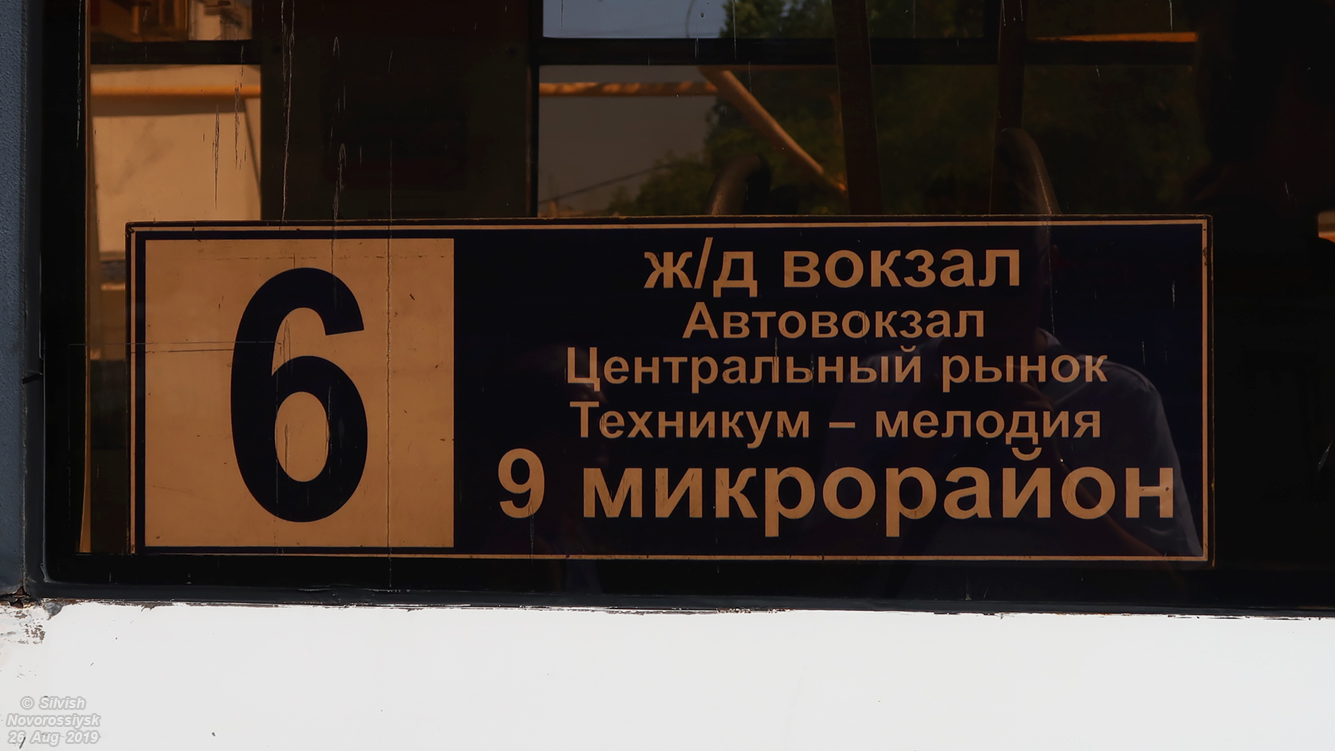 6
ж/д вокзал
Автовокзал
Центральный рынок
Техникум – мелодия
9 микрорайон
© Silvish
Novorossiysk
26 Aug 2019